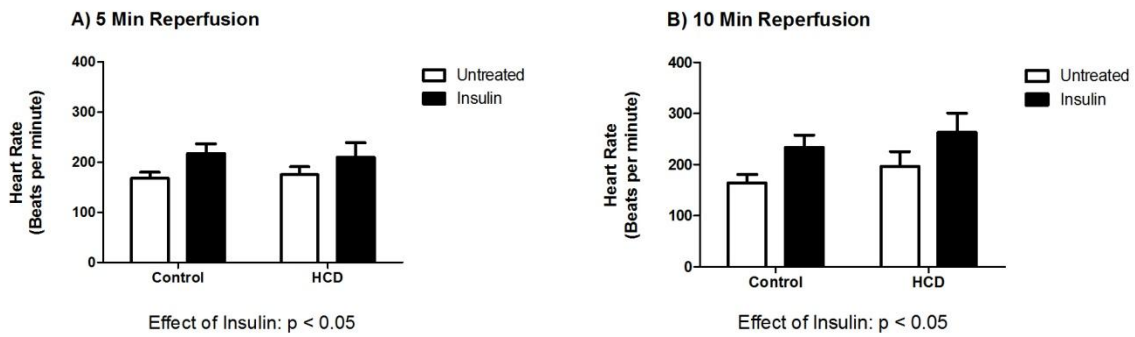 A) 5 Min Reperfusion
400
300
200
100
0
Heart Rate
(Beats per minute)
Control
HCD
Untreated
Insulin
Effect of Insulin: p < 0.05
B) 10 Min Reperfusion
400
300
200
100
0
Heart Rate
(Beats per minute)
Control
HCD
Untreated
Insulin
Effect of Insulin: p < 0.05